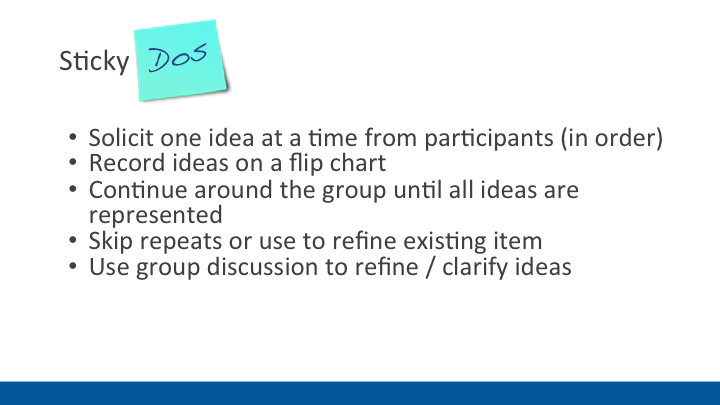 Sticky DOS
• Solicit one idea at a time from participants (in order)
• Record ideas on a flip chart
• Continue around the group until all ideas are
represented
• Skip repeats or use to refine existing item
• Use group discussion to refine / clarify ideas